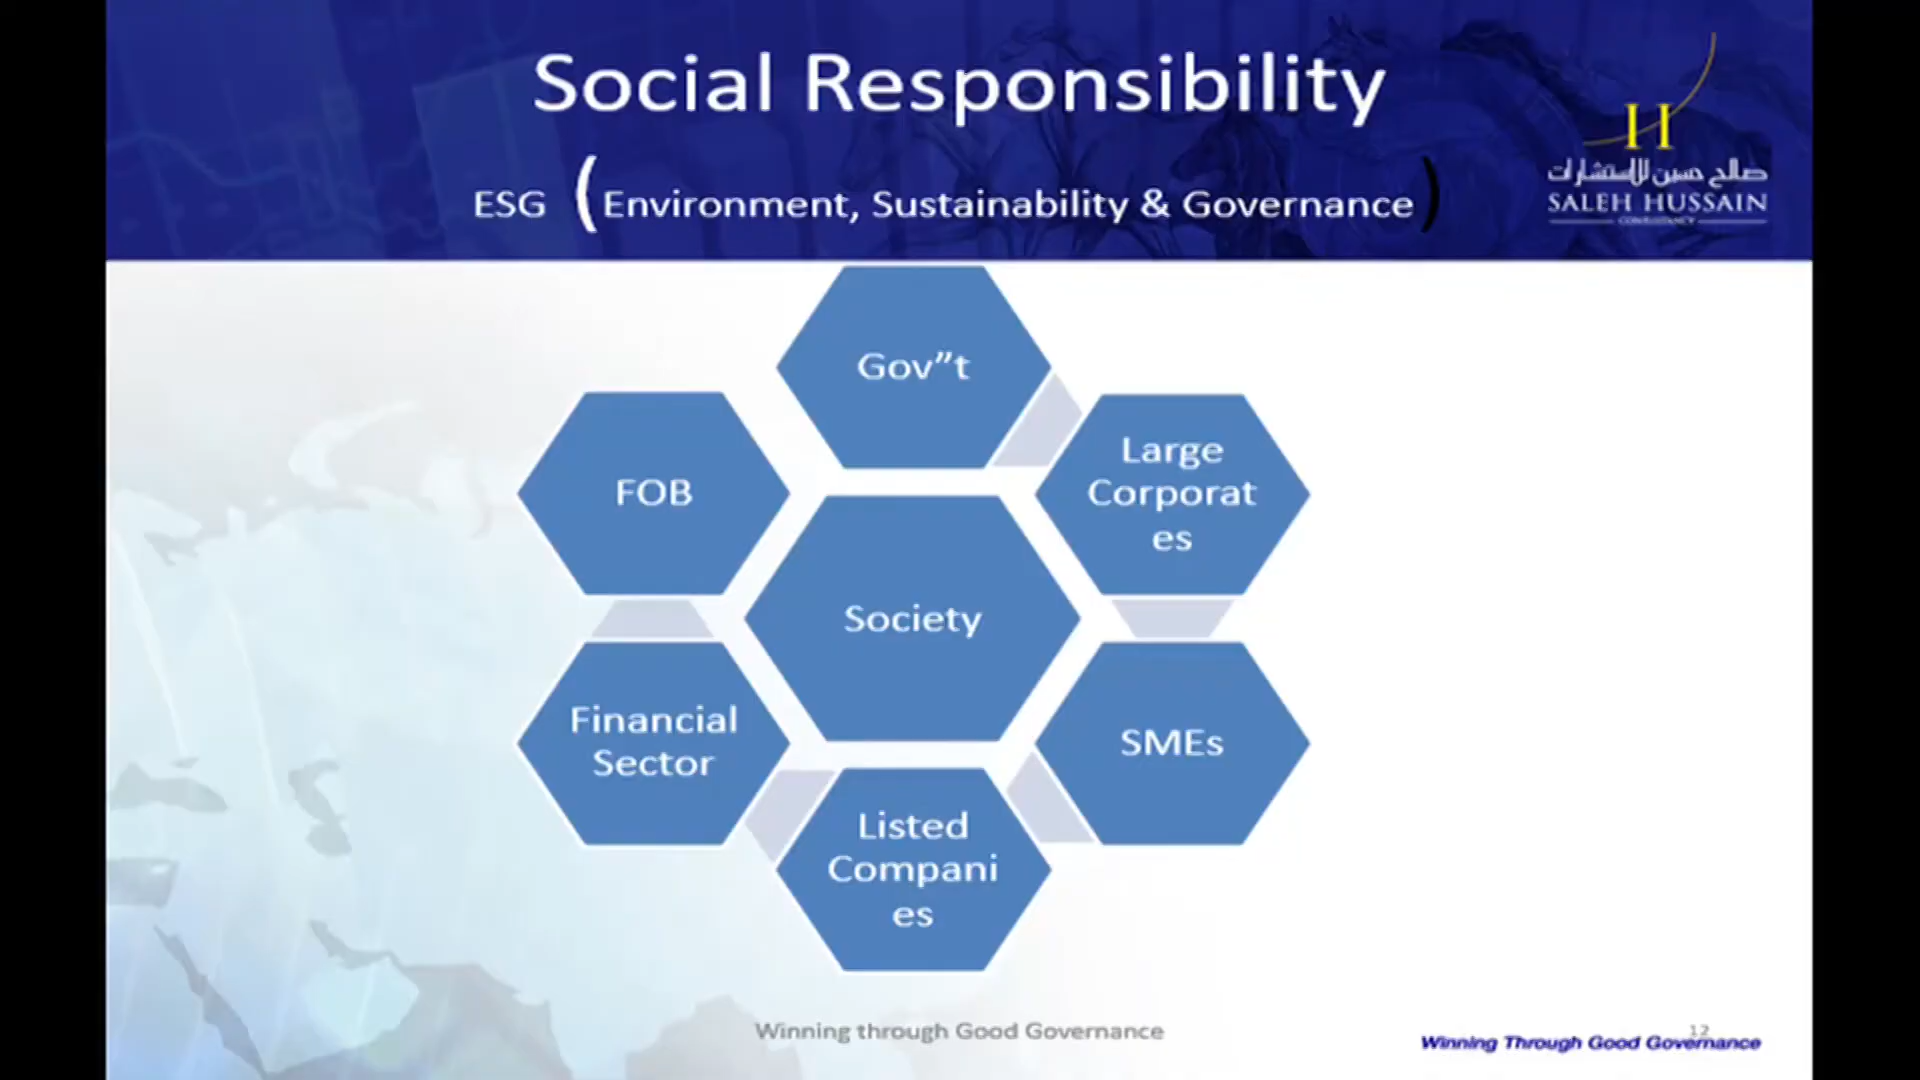 Social Responsibility
ESG (Environment, Sustainability & Governance)
صالح حسين للاستشارات
SALEH HUSSAIN
CONSULTANCY
Gov”t
FOB
Large
Corporat
es
Society
Financial
Sector
SMEs
Listed
Compani
es
Winning through Good Governance
12
Winning Through Good Governance